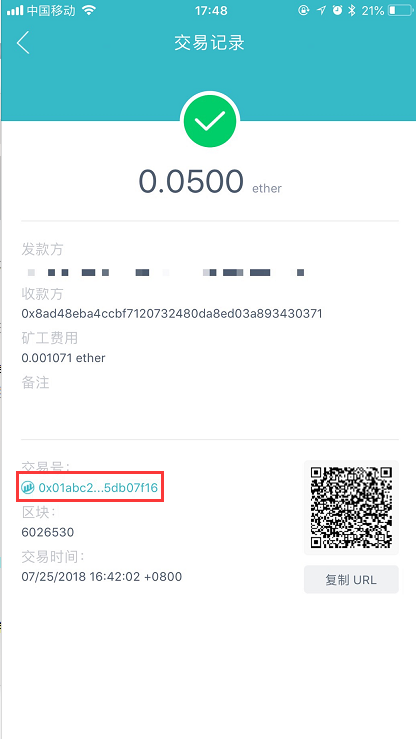 中国移动 17:48 21%
交易记录
0.0500 ether
发款方
收款方
0x8ad48eba4ccbf7120732480da8ed03a893430371
矿工费用
0.001071 ether
备注
交易号:
0x01abc2...5db07f16
区块:
6026530
交易时间:
07/25/2018 16:42:02 +0800
复制 URL